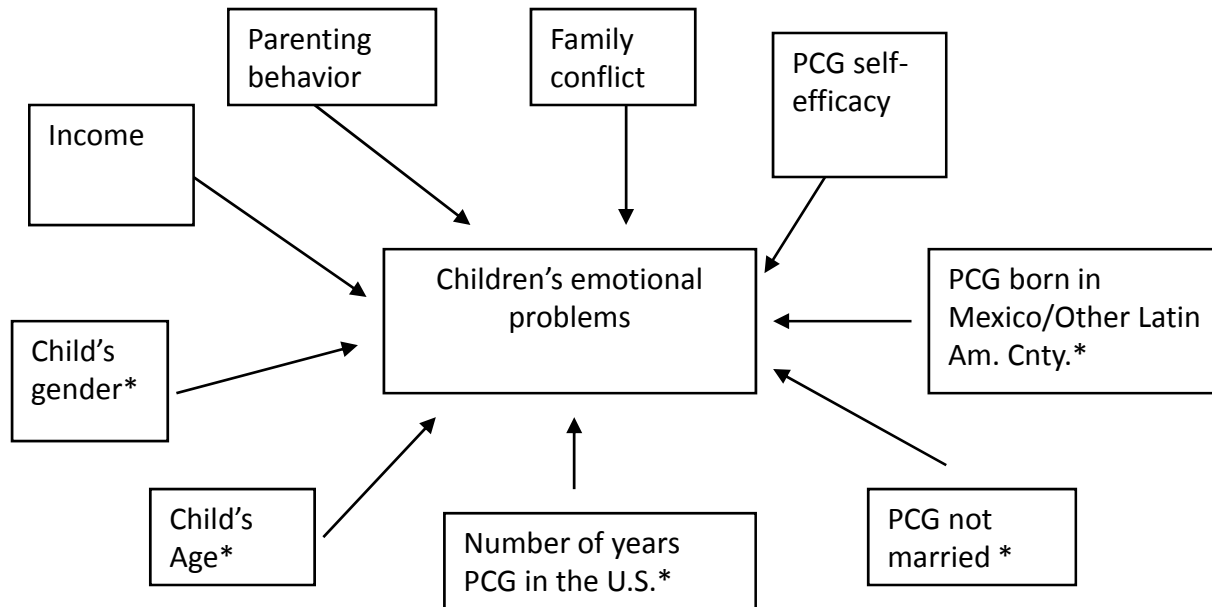 Parenting
behavior
Family
conflict
PCG self-
efficacy
Income
Children’s emotional
problems
PCG born in
Mexico/Other Latin
Am. Cnty.*
Child’s
gender*
Child’s
Age*
Number of years
PCG in the U.S.*
PCG not
married *